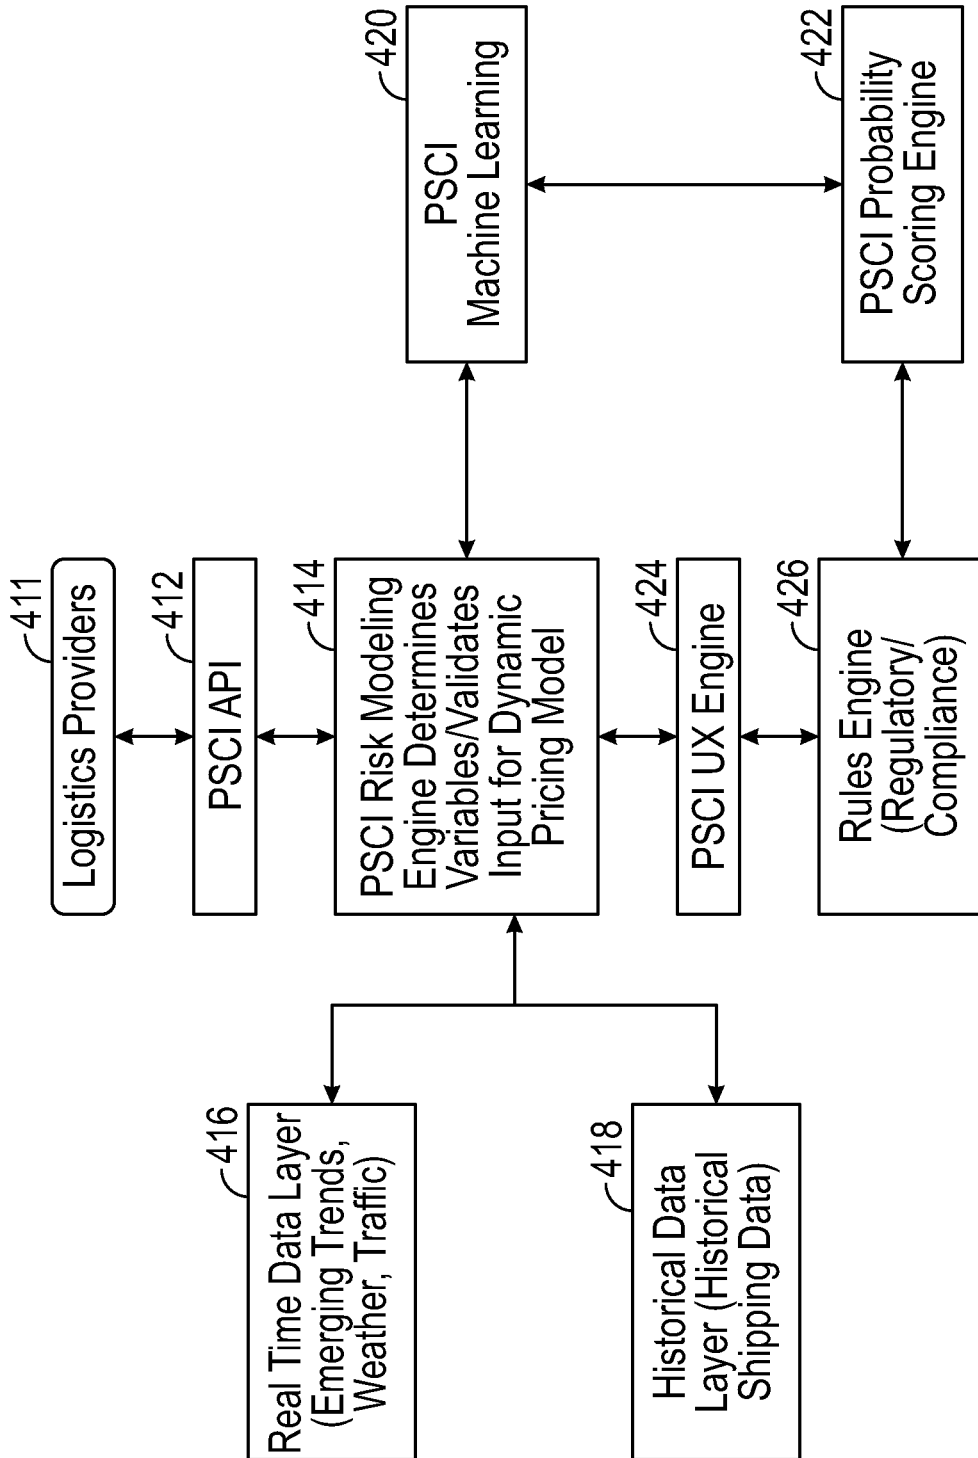 411
Logistics Providers
412
PSCI API
414
PSCI Risk Modeling
Engine Determines
Variables/Validates
Input for Dynamic
Pricing Model
416
Real Time Data Layer
(Emerging Trends,
Weather, Traffic)
418
Historical Data
Layer (Historical
Shipping Data)
420
PSCI
Machine Learning
422
PSCI Probability
Scoring Engine
424
PSCI UX Engine
426
Rules Engine
(Regulatory/
Compliance)